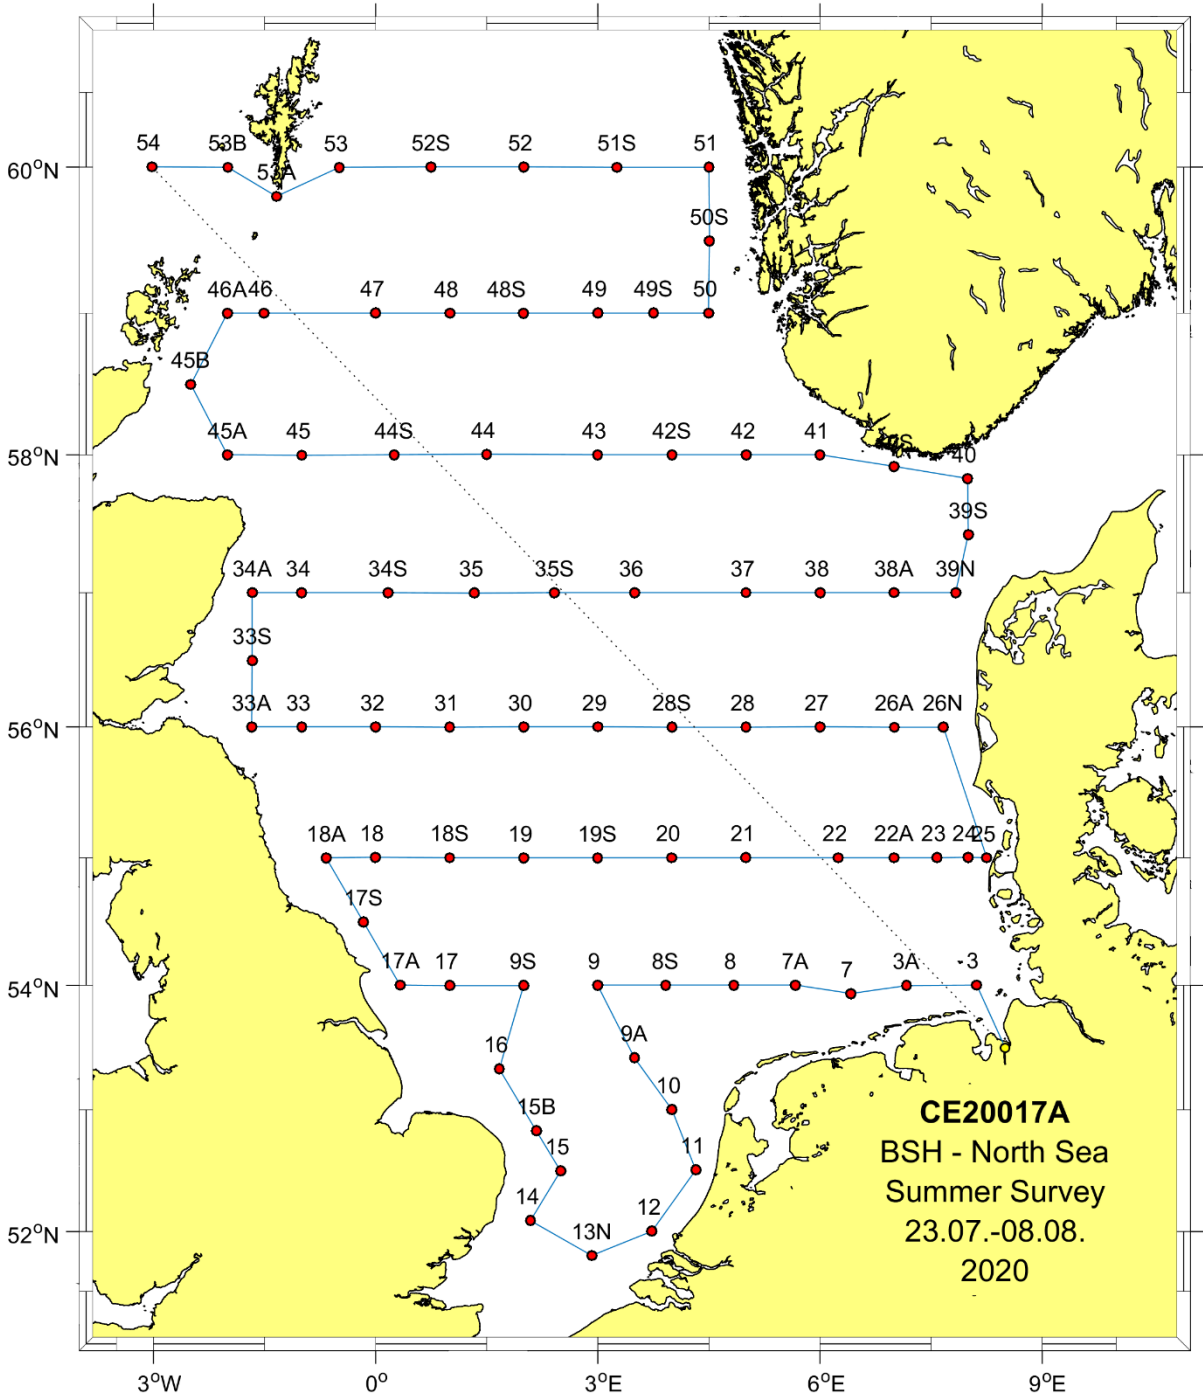 54 53B 53A 53 52S 52 51S 51
60°N
50S
46A 46 47 48 48S 49 49S 50
45B
45A 45 44S 44 43 42S 42 41 40
58°N
39S
34A 34 34S 35 35S 36 37 38 38A 39N
33S
33A 33 32 31 30 29 28S 28 27 26A 26N
56°N
18A 18 18S 19 19S 20 21 22 22A 23 24 25
17S
17A 17 9S 9 8S 8 7A 7 3A 3
54°N
16 9A
15B 10
15 11
14 13N 12
52°N
CE20017A
BSH - North Sea
Summer Survey
23.07.-08.08.
2020
3°W 0° 3°E 6°E 9°E